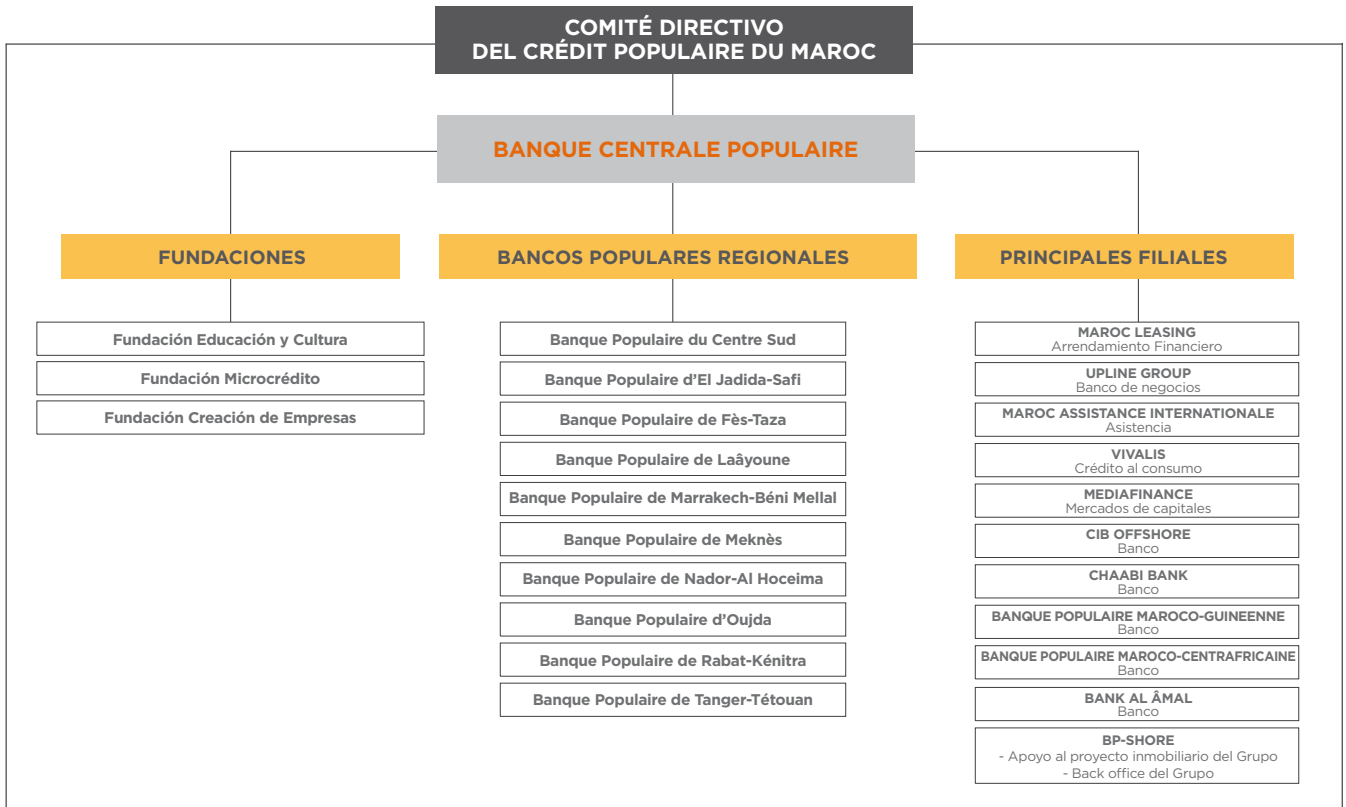 COMITÉ DIRECTIVO
DEL CRÉDIT POPULAIRE DU MAROC
BANQUE CENTRALE POPULAIRE
FUNDACIONES
Fundación Educación y Cultura
Fundación Microcrédito
Fundación Creación de Empresas
BANCOS POPULARES REGIONALES
Banque Populaire du Centre Sud
Banque Populaire d’El Jadida-Safi
Banque Populaire de Fès-Taza
Banque Populaire de Laâyoune
Banque Populaire de Marrakech-Béni Mellal
Banque Populaire de Meknès
Banque Populaire de Nador-Al Hoceima
Banque Populaire d’Oujda
Banque Populaire de Rabat-Kénitra
Banque Populaire de Tanger-Tétouan
PRINCIPALES FILIALES
MAROC LEASING
Arrendamiento Financiero
UPLINE GROUP
Banco de negocios
MAROC ASSISTANCE INTERNATIONALE
Asistencia
VIVALIS
Crédito al consumo
MEDIAFINANCE
Mercados de capitales
CIB OFFSHORE
Banco
CHAABI BANK
Banco
BANQUE POPULAIRE MAROCO-GUINEENNE
Banco
BANQUE POPULAIRE MAROCO-CENTRAFRICAINE
Banco
BANK AL ÂMAL
Banco
BP-SHORE
- Apoyo al proyecto inmobiliario del Grupo
- Back office del Grupo